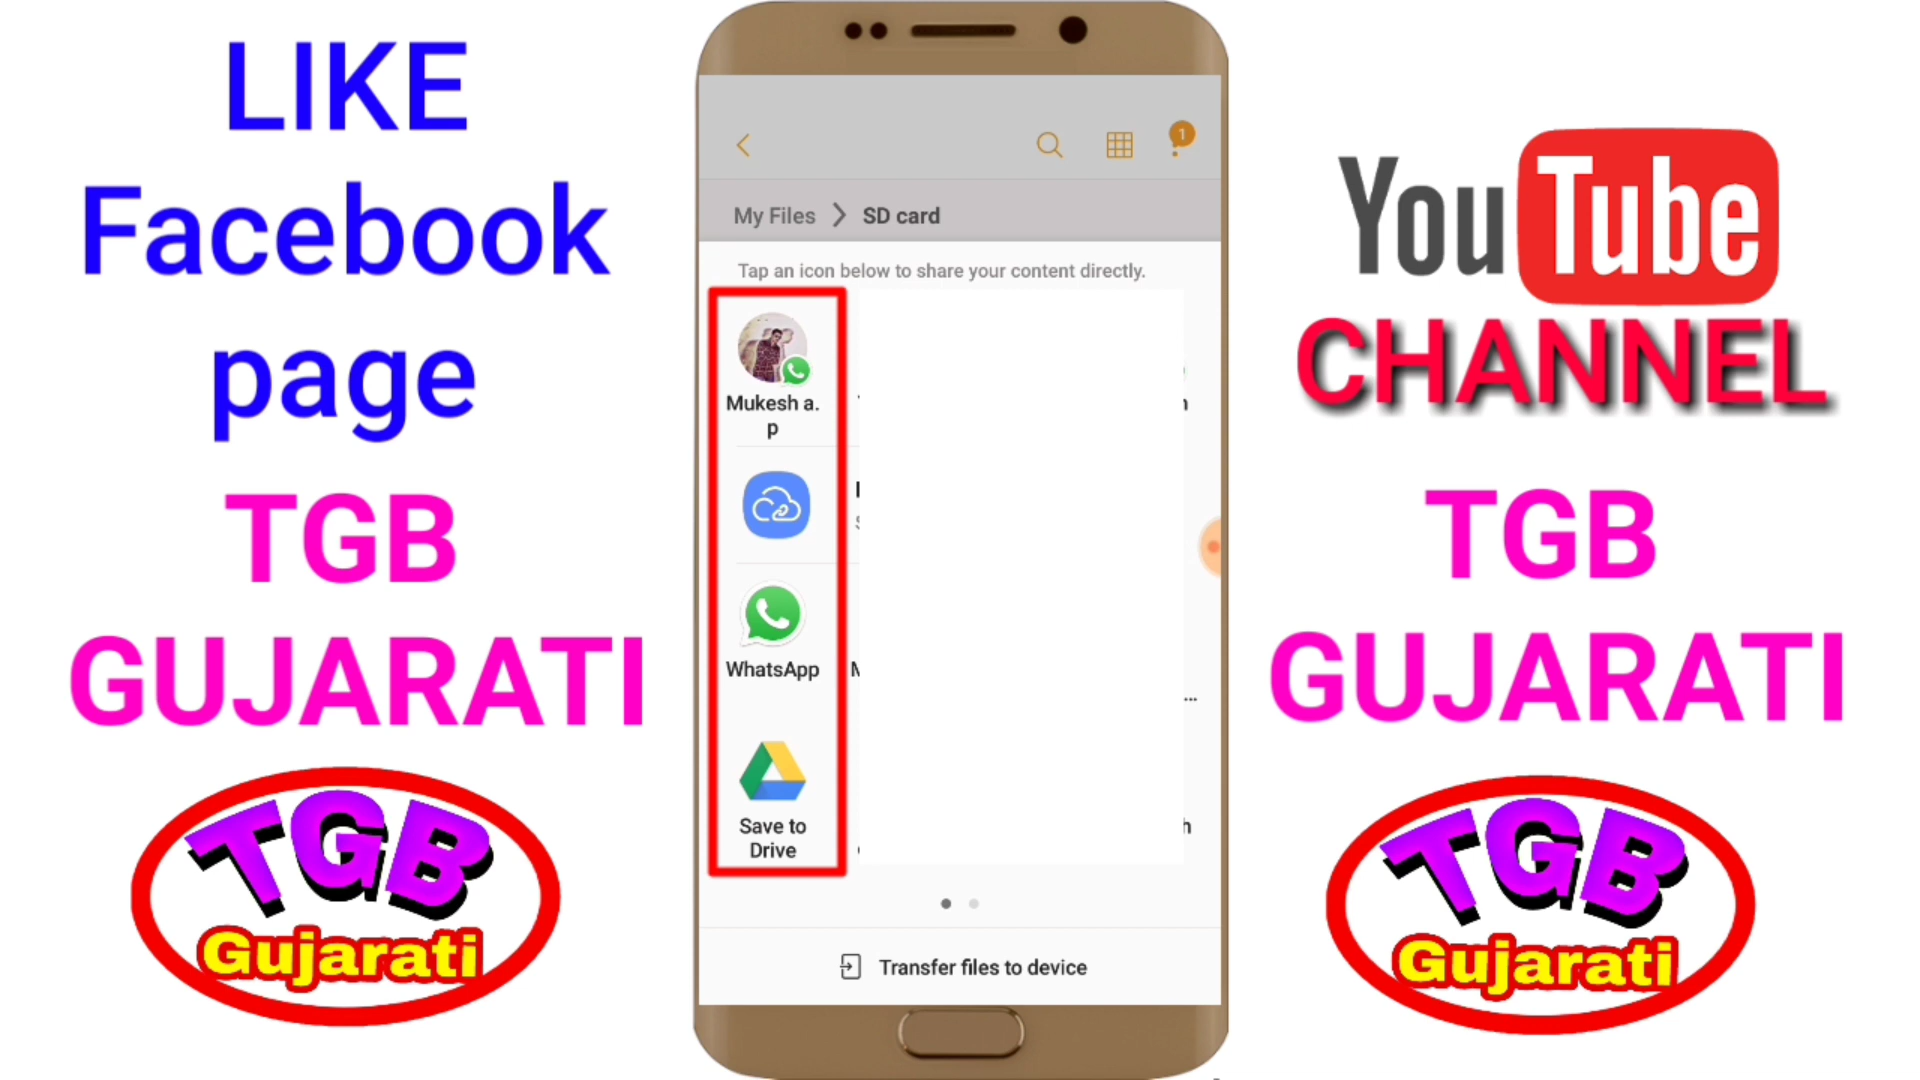 LIKE
Facebook
page
TGB
GUJARATI
TGB
Gujarati
1
My Files > SD card
Tap an icon below to share your content directly.
Mukesh a.
p
WhatsApp
Save to
Drive
Transfer files to device
YouTube
CHANNEL
TGB
GUJARATI
TGB
Gujarati